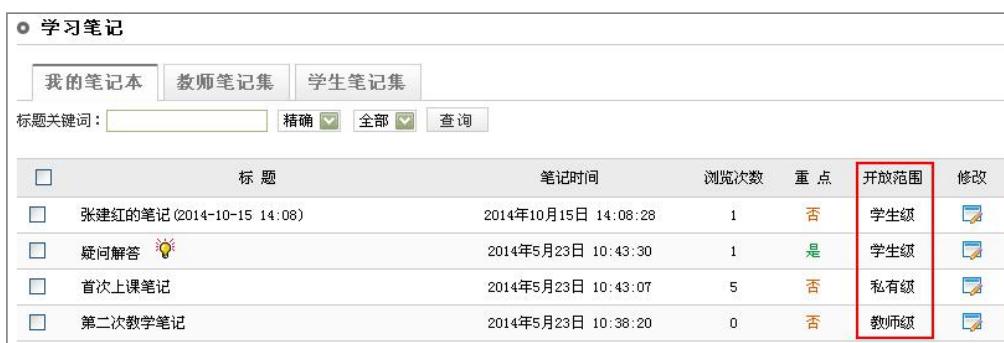 学习笔记
我的笔记本 教师笔记集 学生笔记集
标题关键词： 精确 全部 查询
标 题 笔记时间 浏览次数 重 点 开放范围 修改
张建红的笔记(2014-10-15 14:08) 2014年10月15日 14:08:28 1 否 学生级
疑问解答 2014年5月23日 10:43:30 1 是 学生级
首次上课笔记 2014年5月23日 10:43:07 5 否 私有级
第二次教学笔记 2014年5月23日 10:38:20 0 否 教师级